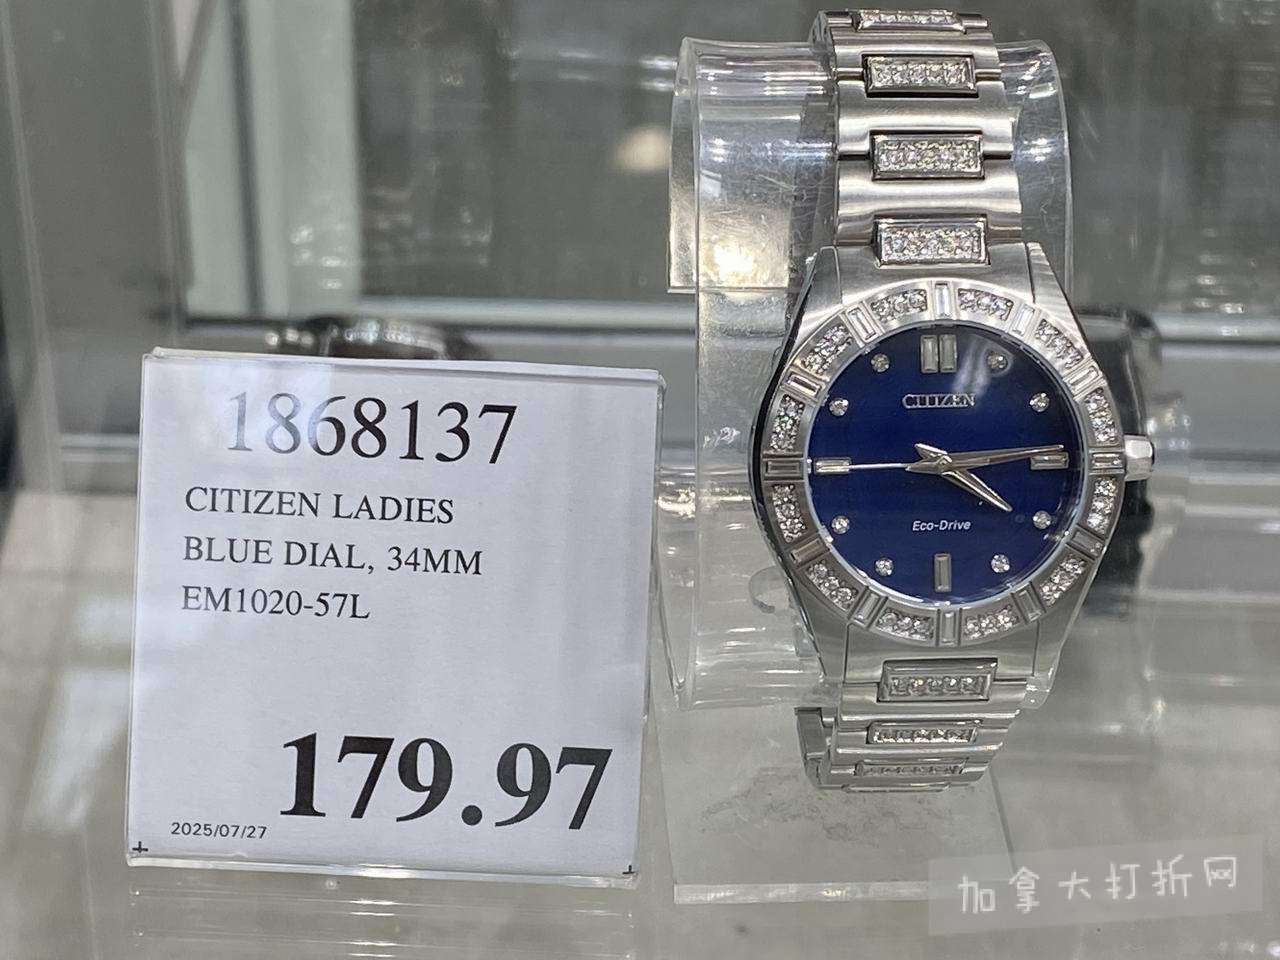 1868137
CITIZEN LADIES
BLUE DIAL, 34MM
EM1020-57L
179.97
2025/07/27
CITIZEN
Eco-Drive
加拿大打折网